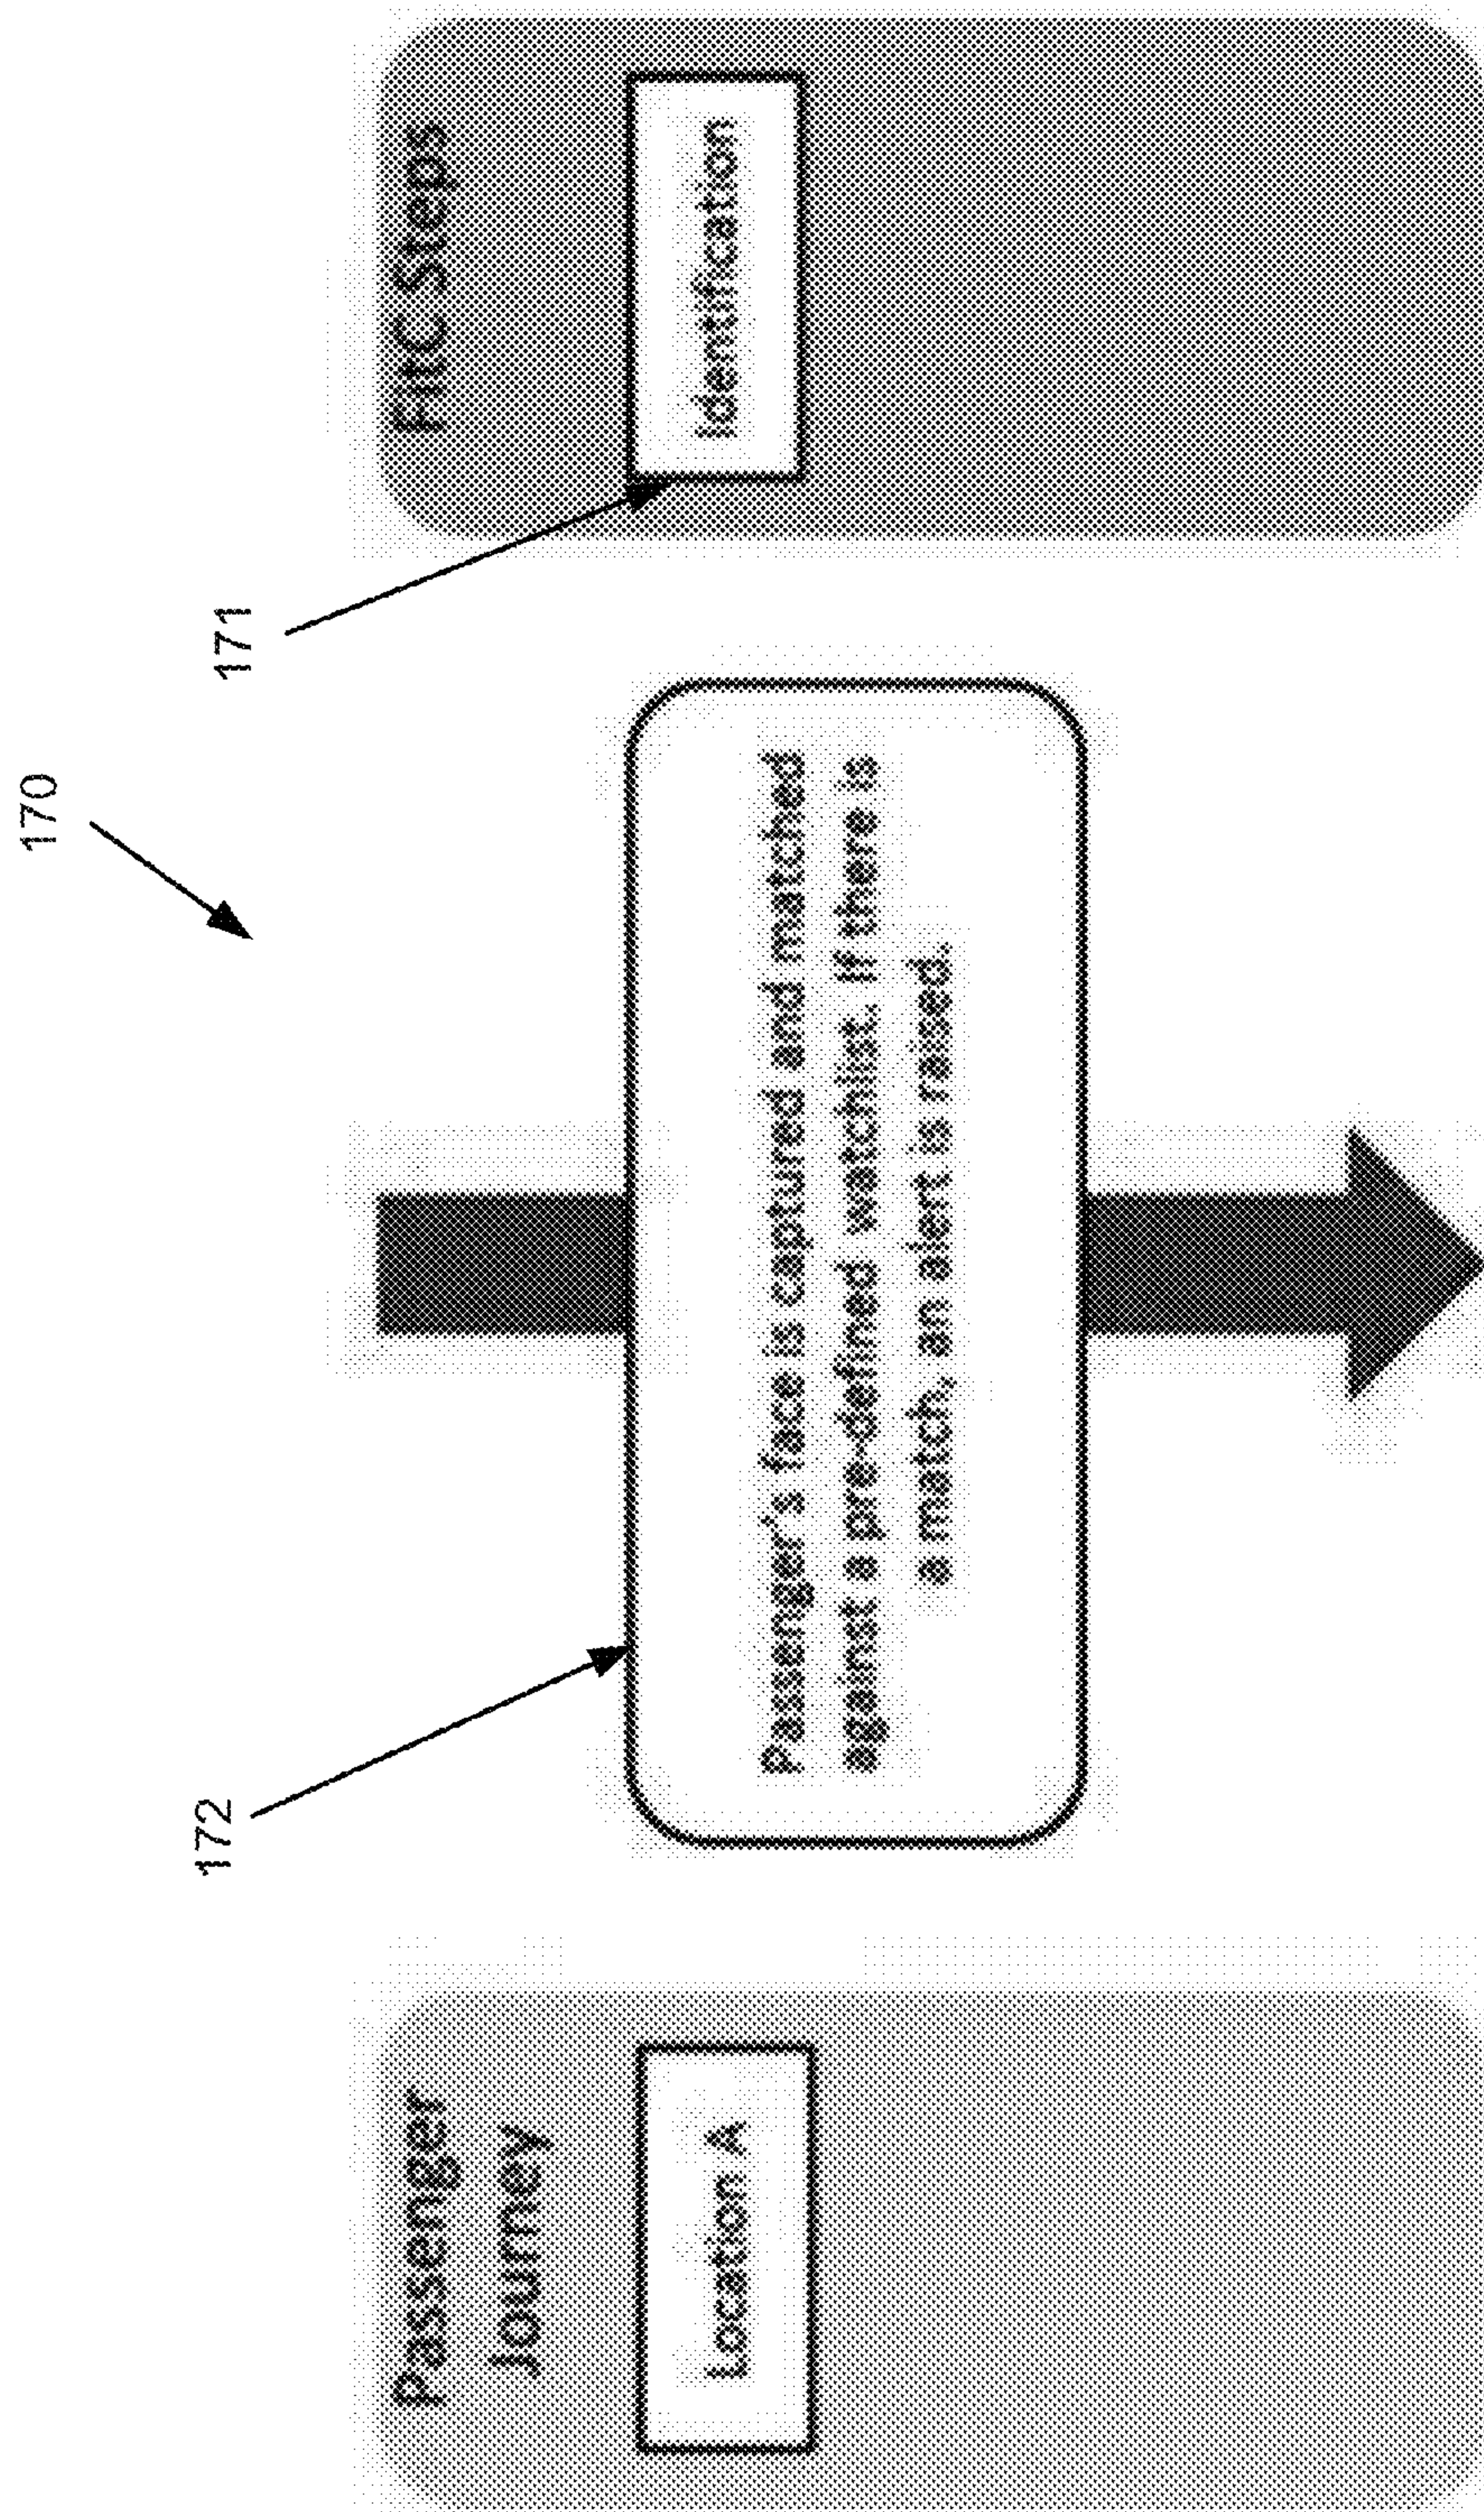 170
172
171
Passenger
Journey
Location A
Passenger's face is captured and matched
against a pre-defined watchlist. If there is
a match, an alert is raised.
FitC Steps
Identification